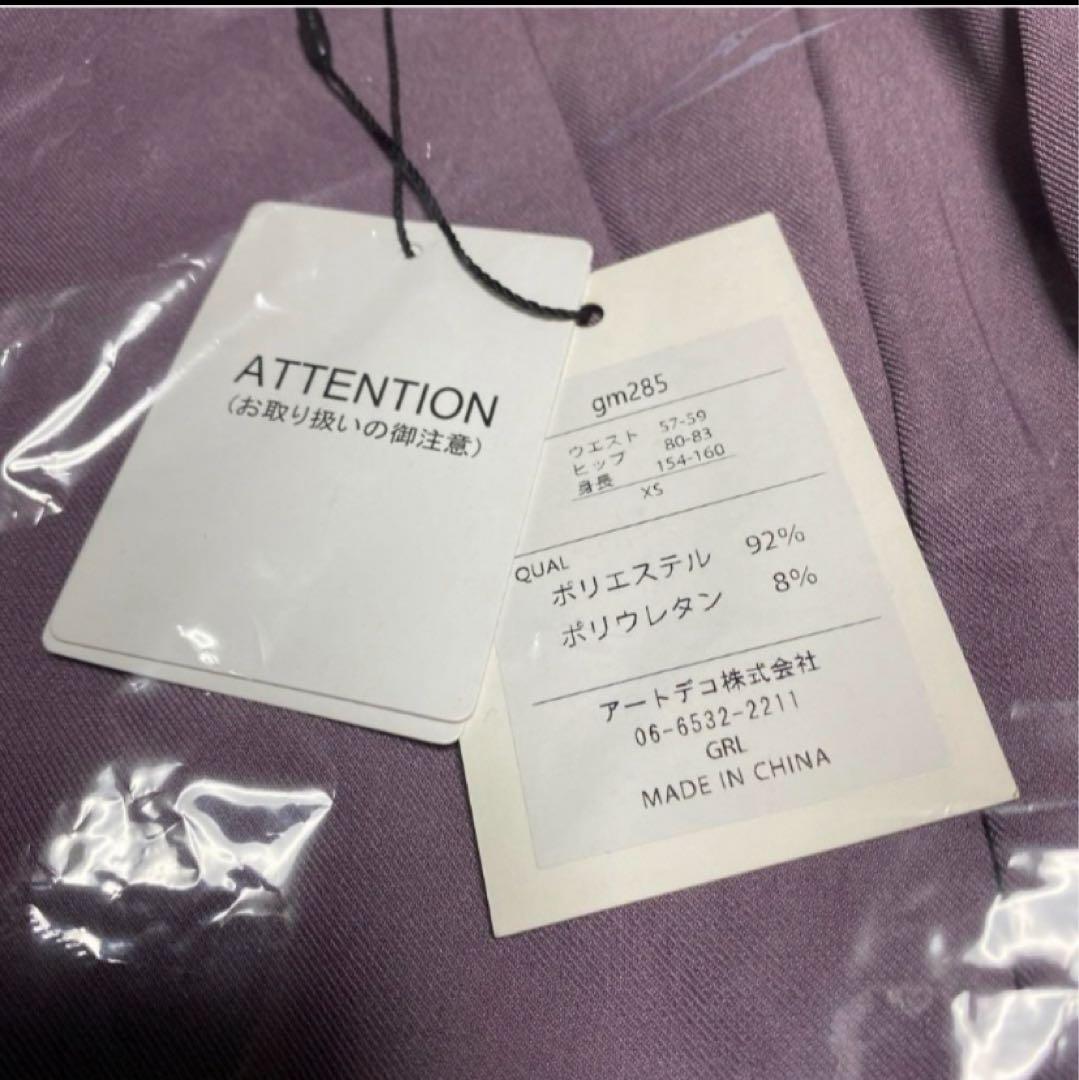 ATTENTION
(お取り扱いの御注意)
gm285
ウエスト 57-59
ヒップ 80-83
身長 154-160
XS
QUAL
ポリエステル 92%
ポリウレタン 8%
アートデコ株式会社
06-6532-2211
GRL
MADE IN CHINA